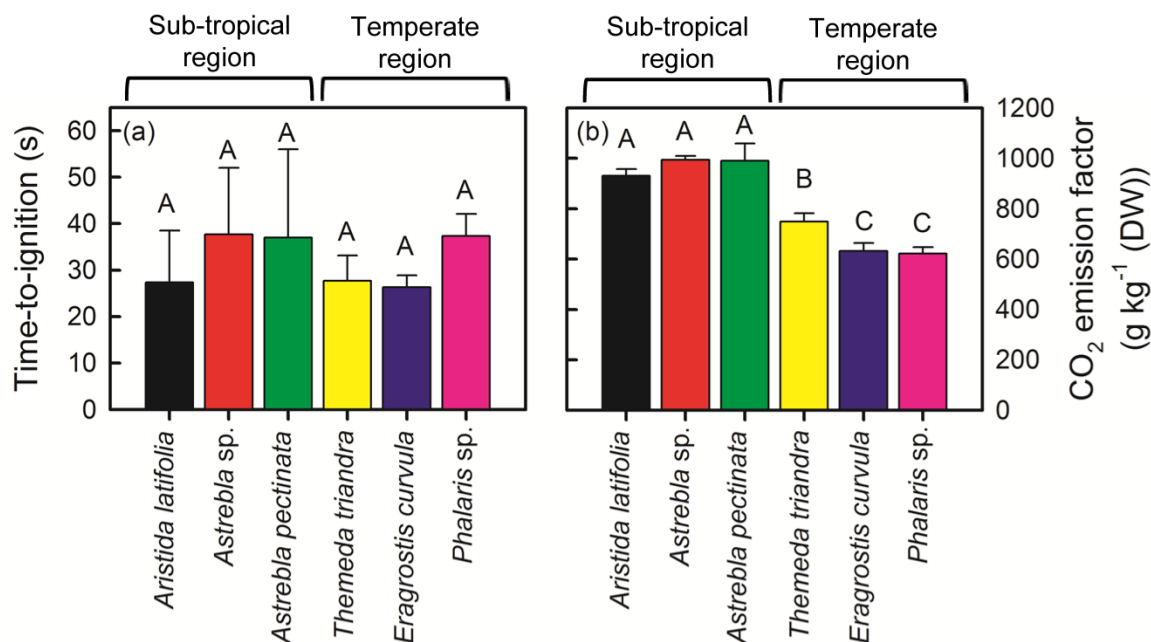 Sub-tropical
region
Temperate
region
Sub-tropical
region
Temperate
region
(a)
A
A
A
A
A
A
60
50
40
30
20
10
0
Time-to-ignition (s)
Aristida latifolia
Astrebla sp.
Astrebla pectinata
Themeda triandra
Eragrostis curvula
Phalaris sp.
(b)
A
A
A
B
C
C
1200
1000
800
600
400
200
0
CO₂ emission factor
(g kg⁻¹ (DW))
Aristida latifolia
Astrebla sp.
Astrebla pectinata
Themeda triandra
Eragrostis curvula
Phalaris sp.